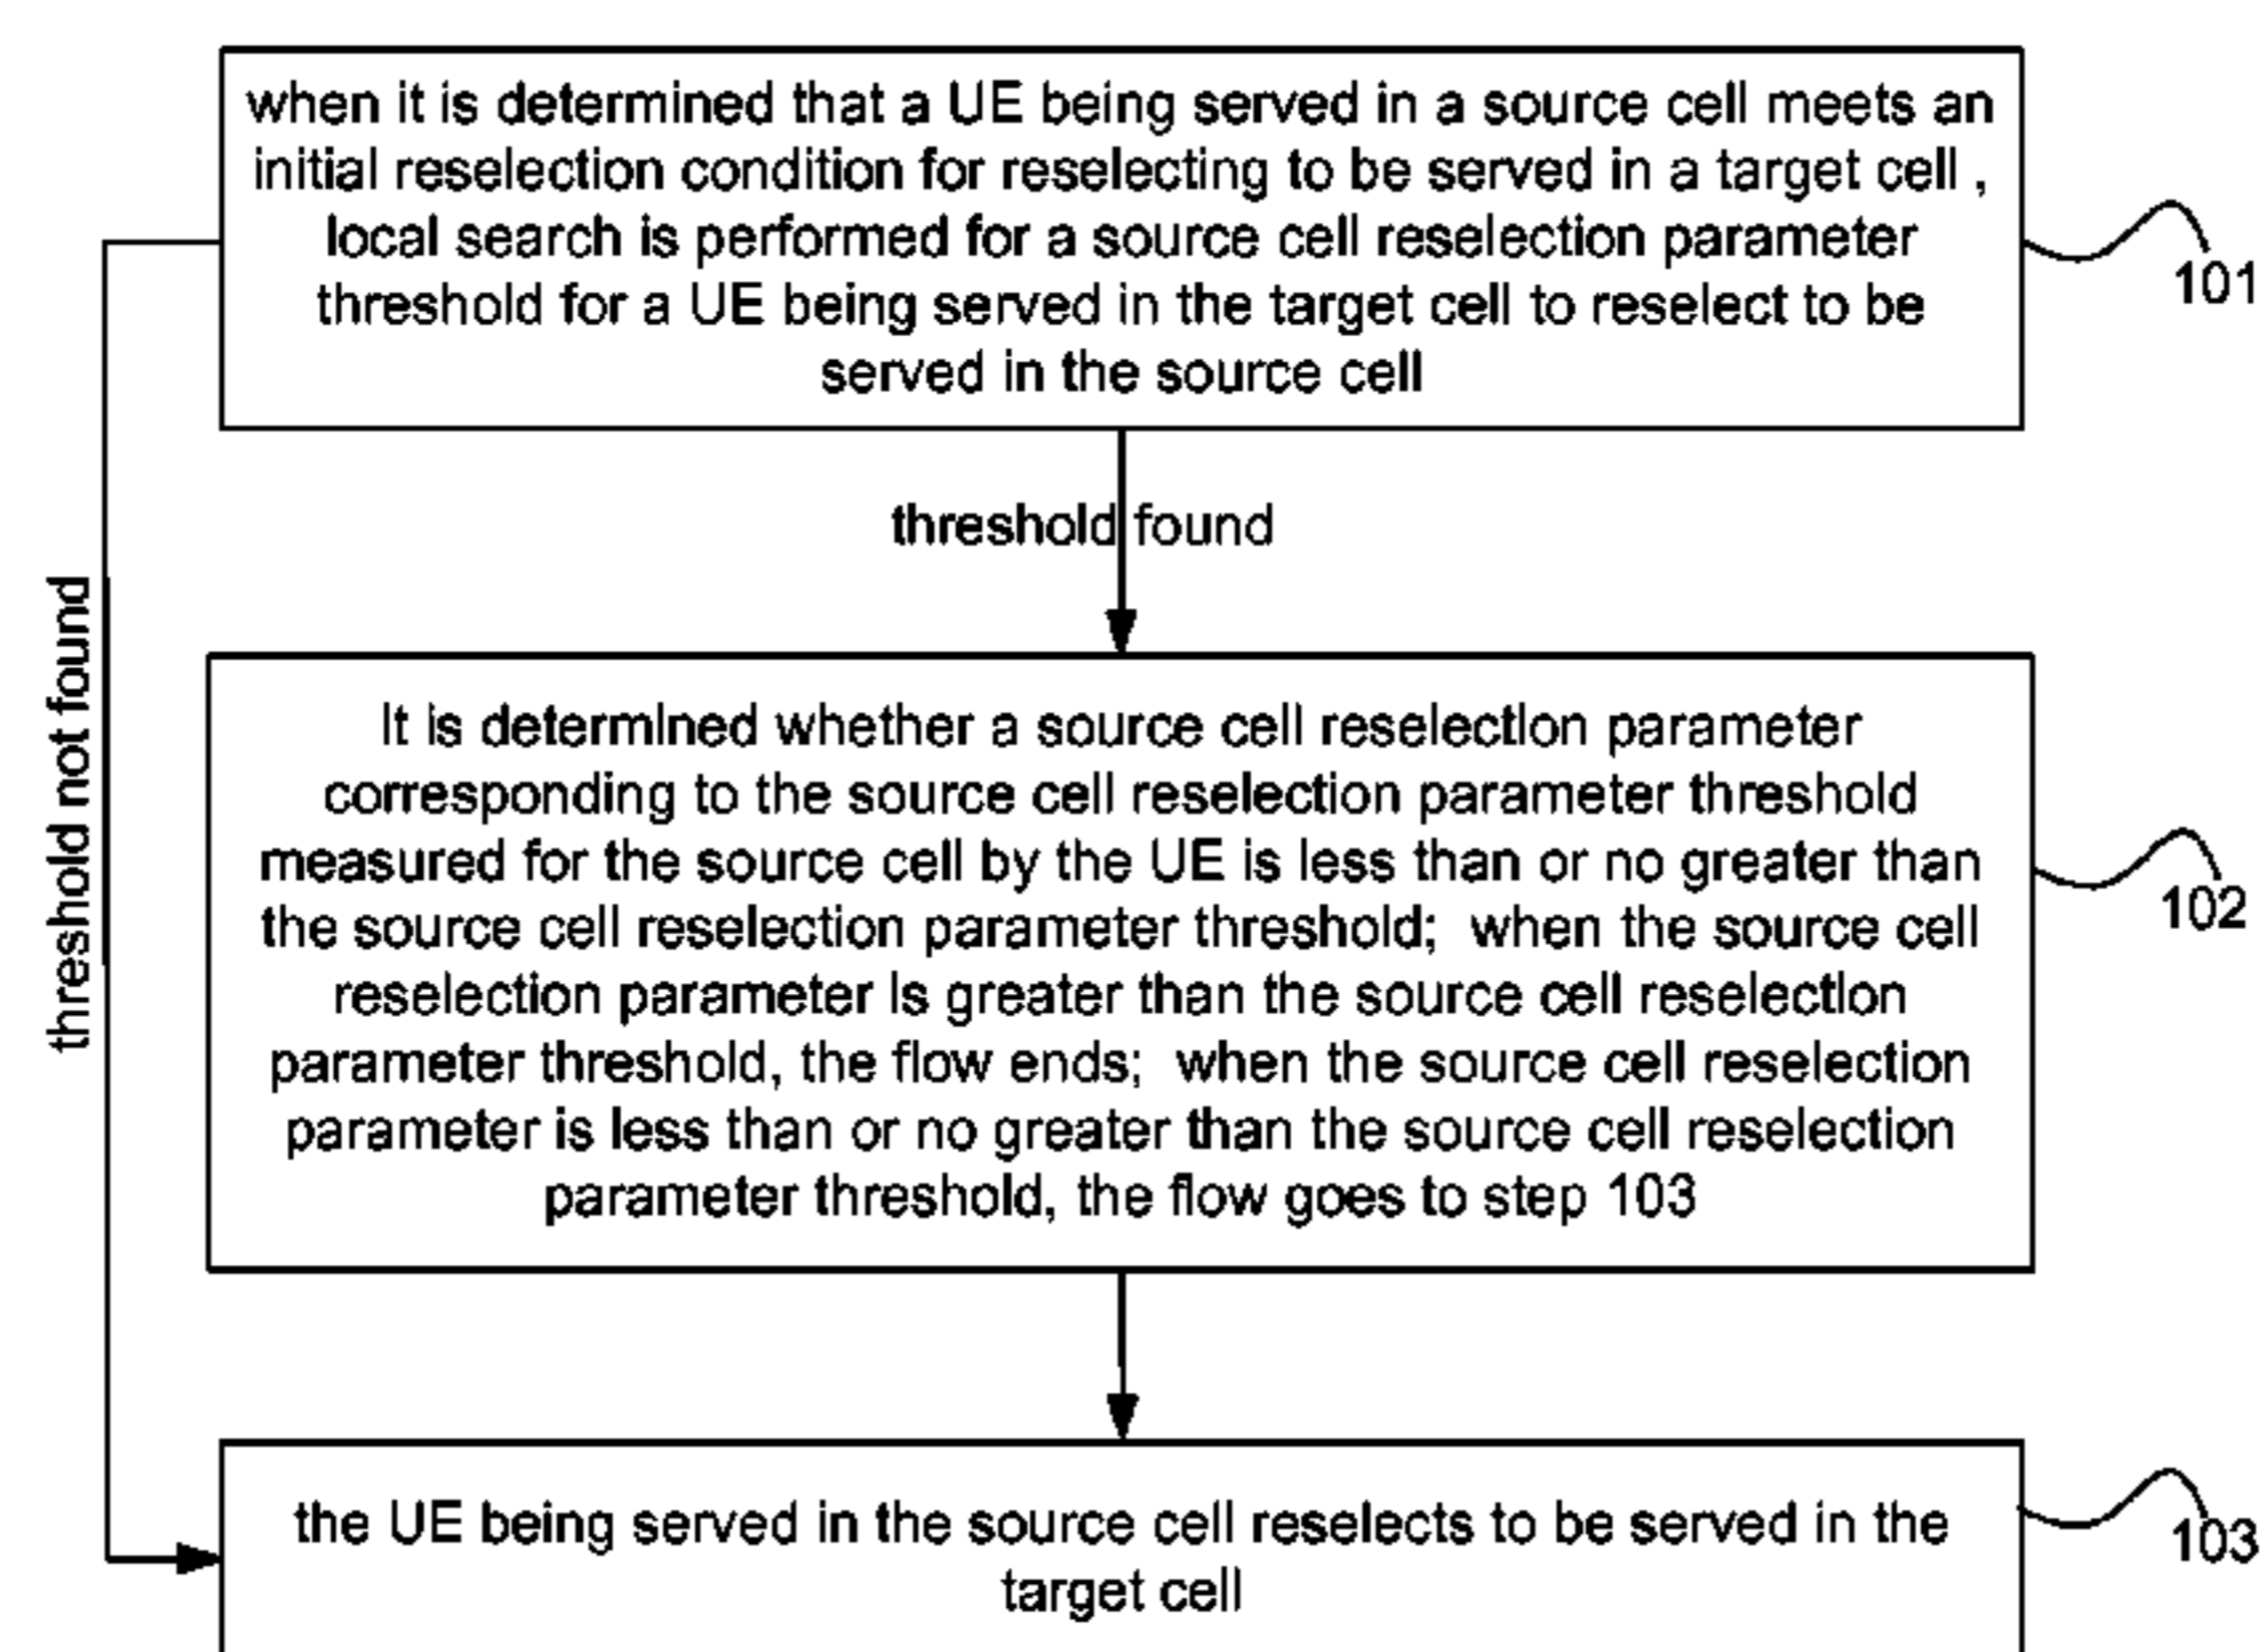 when it is determined that a UE being served in a source cell meets an
initial reselection condition for reselecting to be served in a target cell ,
local search is performed for a source cell reselection parameter
threshold for a UE being served in the target cell to reselect to be
served in the source cell
101
threshold found
threshold not found
It is determined whether a source cell reselection parameter
corresponding to the source cell reselection parameter threshold
measured for the source cell by the UE is less than or no greater than
the source cell reselection parameter threshold; when the source cell
reselection parameter is greater than the source cell reselection
parameter threshold, the flow ends; when the source cell reselection
parameter is less than or no greater than the source cell reselection
parameter threshold, the flow goes to step 103
102
the UE being served in the source cell reselects to be served in the
target cell
103